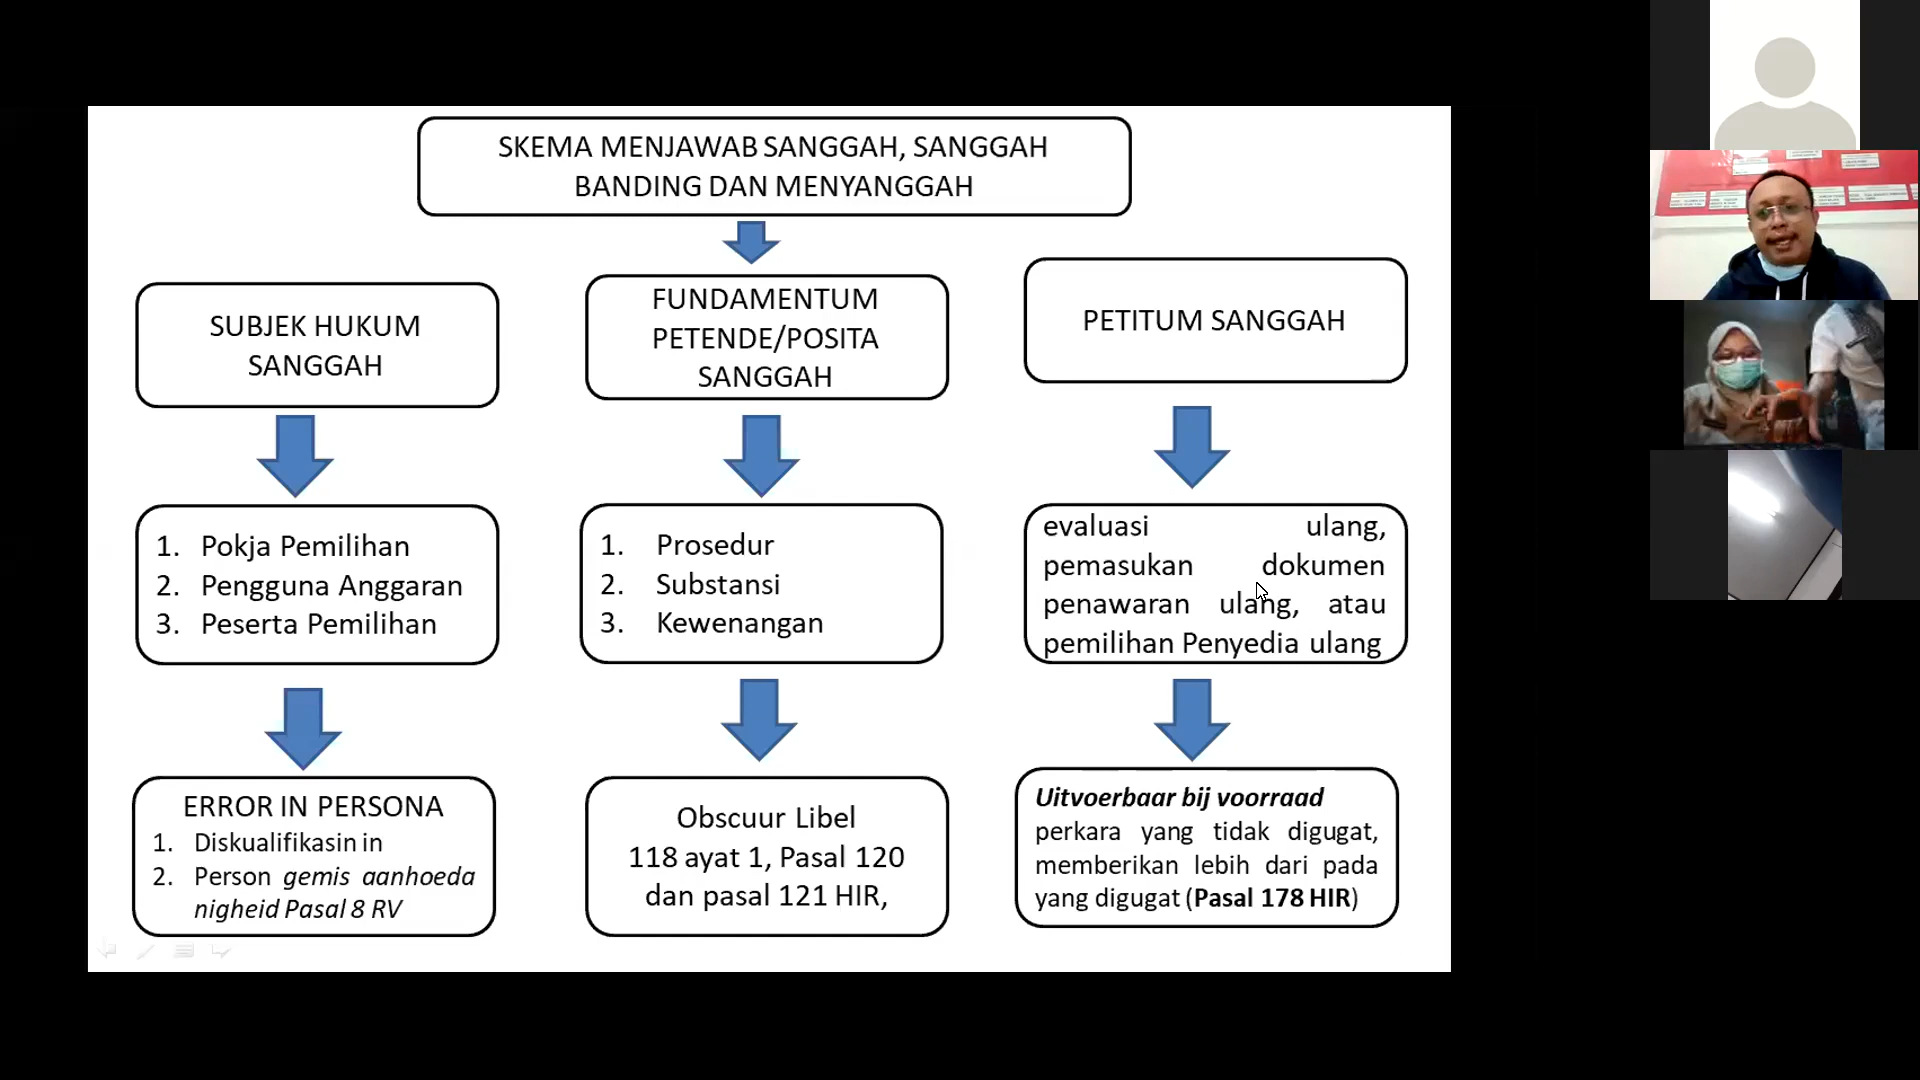 SKEMA MENJAWAB SANGGAH, SANGGAH
BANDING DAN MENYANGGAH
SUBJEK HUKUM
SANGGAH
FUNDAMENTUM
PETENDE/POSITA
SANGGAH
PETITUM SANGGAH
1. Pokja Pemilihan
2. Pengguna Anggaran
3. Peserta Pemilihan
1. Prosedur
2. Substansi
3. Kewenangan
evaluasi ulang,
pemasukan dokumen
penawaran ulang, atau
pemilihan Penyedia ulang
ERROR IN PERSONA
1. Diskualifikasin in
2. Person gemis aanhoeda
nigheid Pasal 8 RV
Obscuur Libel
118 ayat 1, Pasal 120
dan pasal 121 HIR,
Uitvoerbaar bij voorraad
perkara yang tidak digugat,
memberikan lebih dari pada
yang digugat (Pasal 178 HIR)